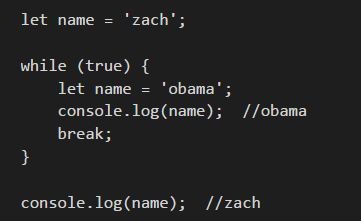 let name = 'zach';
while (true) {
    let name = 'obama';
    console.log(name);  //obama
    break;
}
console.log(name);  //zach